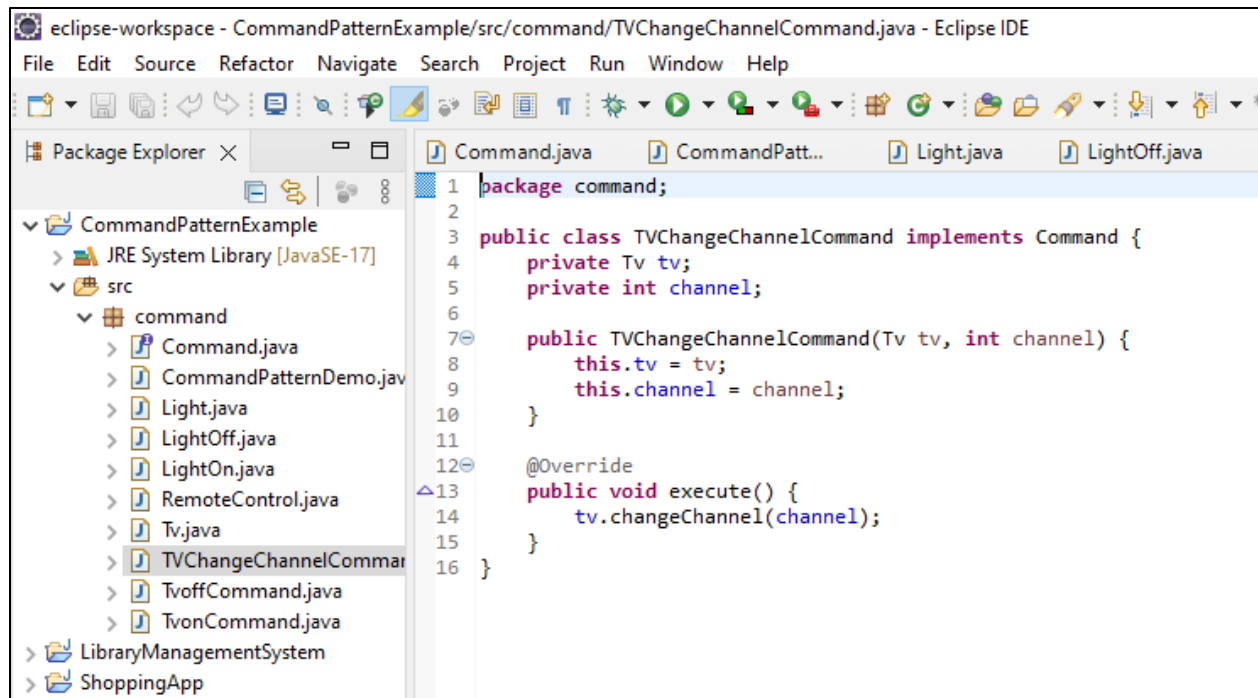 eclipse-workspace - CommandPatternExample/src/command/TVChangeChannelCommand.java - Eclipse IDE
File Edit Source Refactor Navigate Search Project Run Window Help
Package Explorer
CommandPatternExample
JRE System Library [JavaSE-17]
src
command
Command.java
CommandPatternDemo.jav
Light.java
LightOff.java
LightOn.java
RemoteControl.java
Tv.java
TVChangeChannelCommar
TvoffCommand.java
TvonCommand.java
LibraryManagementSystem
ShoppingApp
Command.java CommandPatt... Light.java LightOff.java
1 package command;
2
3 public class TVChangeChannelCommand implements Command {
4     private Tv tv;
5     private int channel;
6
7     public TVChangeChannelCommand(Tv tv, int channel) {
8         this.tv = tv;
9         this.channel = channel;
10     }
11
12     @Override
13     public void execute() {
14         tv.changeChannel(channel);
15     }
16 }